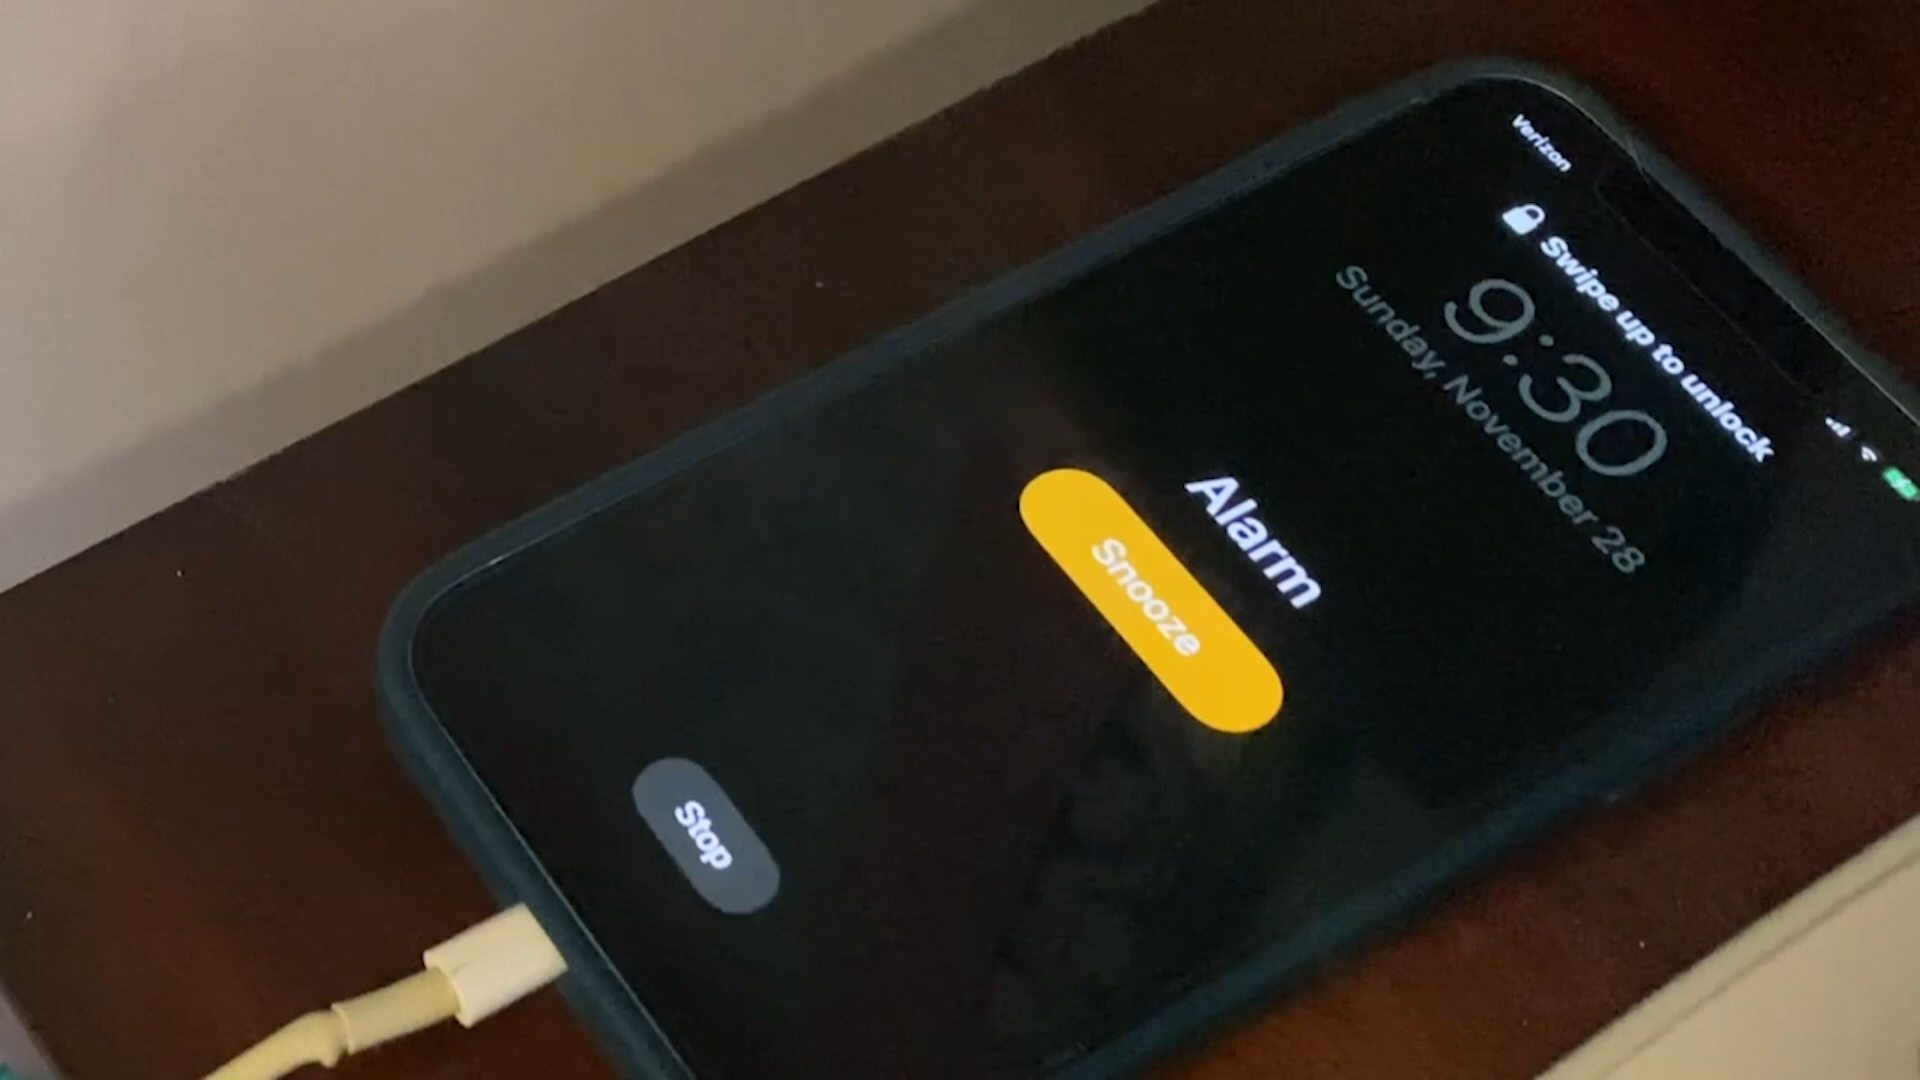 Verizon
Swipe up to unlock
9:30
Sunday, November 28
Alarm
Snooze
Stop